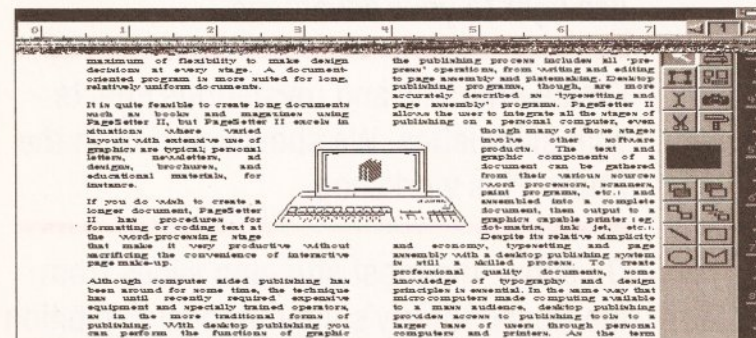 0 1 2 3 4 5 6 7
maximum of flexibility to make design
decisions at every stage. A document-
oriented program is more suited for long,
relatively uniform documents.
It is quite feasible to create long documents
such as books and magazines using
PageSetter II, but PageSetter II excels in
situations where varied
layouts with extensive use of
graphics are typical; personal
letters, newsletters, ad
designs, brochures, and
educational materials, for
instance.
If you do wish to create a
longer document, PageSetter
II has procedures for
formatting or coding text at
the word-processing stage
that make it very productive without
sacrificing the convenience of interactive
page make-up.
Although computer aided publishing has
been around for some time, the technique
has until recently required expensive
equipment and specially trained operators,
as in the more traditional forms of
publishing. With desktop publishing you
can perform the functions of graphic
the publishing process includes all 'pre-
press' operations, from writing and editing
to page assembly and platemaking. Desktop
publishing programs, though, are more
accurately described as 'typesetting and
page assembly' programs. PageSetter II
allows the user to integrate all the stages of
publishing on a personal computer, even
though many of those stages
involve other software
products. The text and
graphic components of a
document can be gathered
from their various sources
(word processors, scanners,
paint programs, etc.) and
assembled into a complete
document, then output to a
graphics capable printer (eg.
dot-matrix, ink jet, etc.).
Despite its relative simplicity
and economy, typesetting and page
assembly with a desktop publishing system
is still a skilled process. To create
professional quality documents, some
knowledge of typography and design
principles is essential. In the same way that
microcomputers made computing available
to a mass audience, desktop publishing
provides access to publishing tools to a
larger base of users through personal
computers and printers. As the term
1